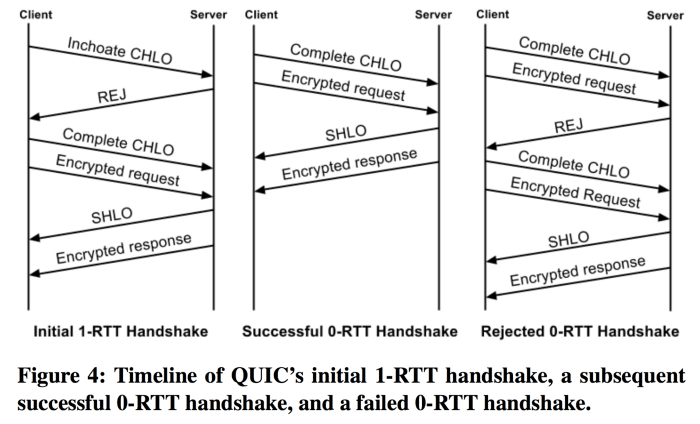 Client Server Client Server Client Server
Inchoate CHLO
REJ
Complete CHLO
Encrypted request
SHLO
Encrypted response
Complete CHLO
Encrypted request
SHLO
Encrypted response
Complete CHLO
Encrypted request
REJ
Complete CHLO
Encrypted Request
SHLO
Encrypted response
Initial 1-RTT Handshake Successful 0-RTT Handshake Rejected 0-RTT Handshake
Figure 4: Timeline of QUIC's initial 1-RTT handshake, a subsequent
successful 0-RTT handshake, and a failed 0-RTT handshake.